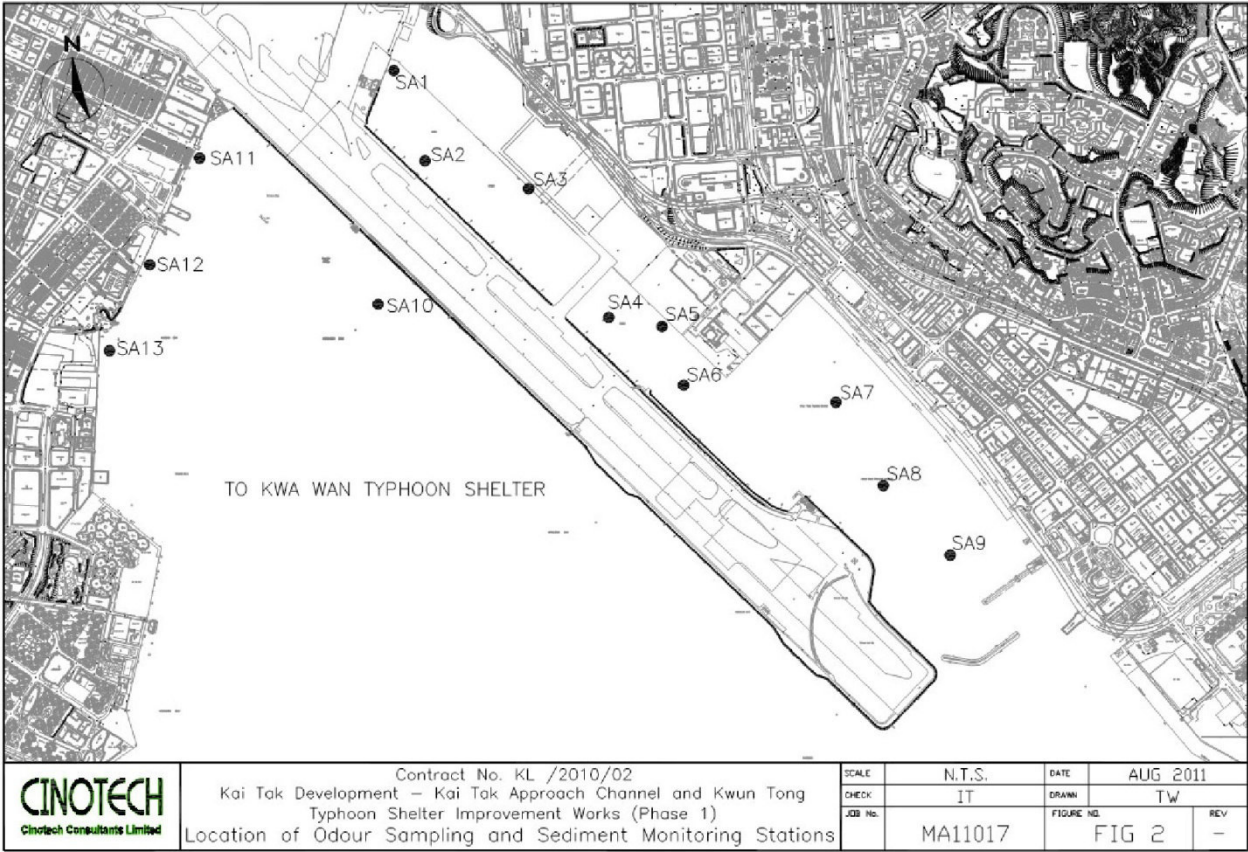 N
SA1
SA2
SA3
SA11
SA12
SA10
SA13
SA4
SA5
SA6
SA7
SA8
SA9
TO KWA WAN TYPHOON SHELTER
CINOTECH
Cinotech Consultants Limited
Contract No. KL /2010/02
Kai Tak Development – Kai Tak Approach Channel and Kwun Tong
Typhoon Shelter Improvement Works (Phase 1)
Location of Odour Sampling and Sediment Monitoring Stations
SCALE N.T.S. DATE AUG 2011
CHECK IT DRAWN TW
JOB No. MA11017 FIGURE NO. FIG 2 REV -